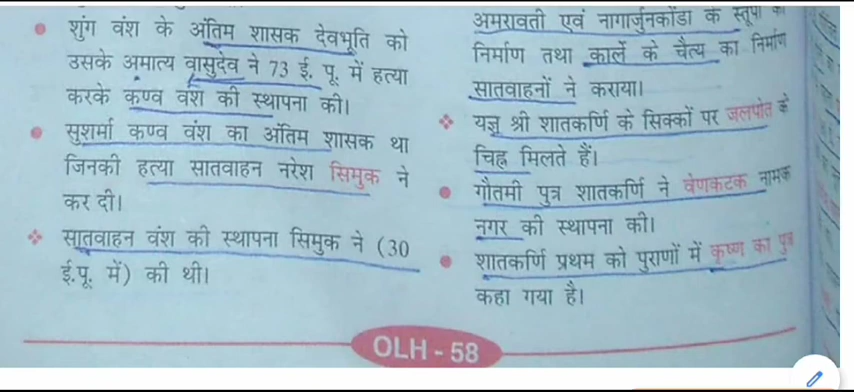 शुंग वंश के अंतिम शासक देवभूति को
उसके अमात्य वासुदेव ने 73 ई. पू. में हत्या
करके कण्व वंश की स्थापना की।
सुशर्मा कण्व वंश का अंतिम शासक था
जिनकी हत्या सातवाहन नरेश सिमुक ने
कर दी।
सातवाहन वंश की स्थापना सिमुक ने (30
ई.पू. में) की थी।
अमरावती एवं नागार्जुनकोंडा के स्तूपों का
निर्माण तथा कार्ले के चैत्य का निर्माण
सातवाहनों ने कराया।
यज्ञ श्री शातकर्णि के सिक्कों पर जलपोत के
चिह्न मिलते हैं।
गौतमी पुत्र शातकर्णि ने वेणकटक नामक
नगर की स्थापना की।
शातकर्णि प्रथम को पुराणों में कृष्ण का पुत्र
कहा गया है।
OLH - 58